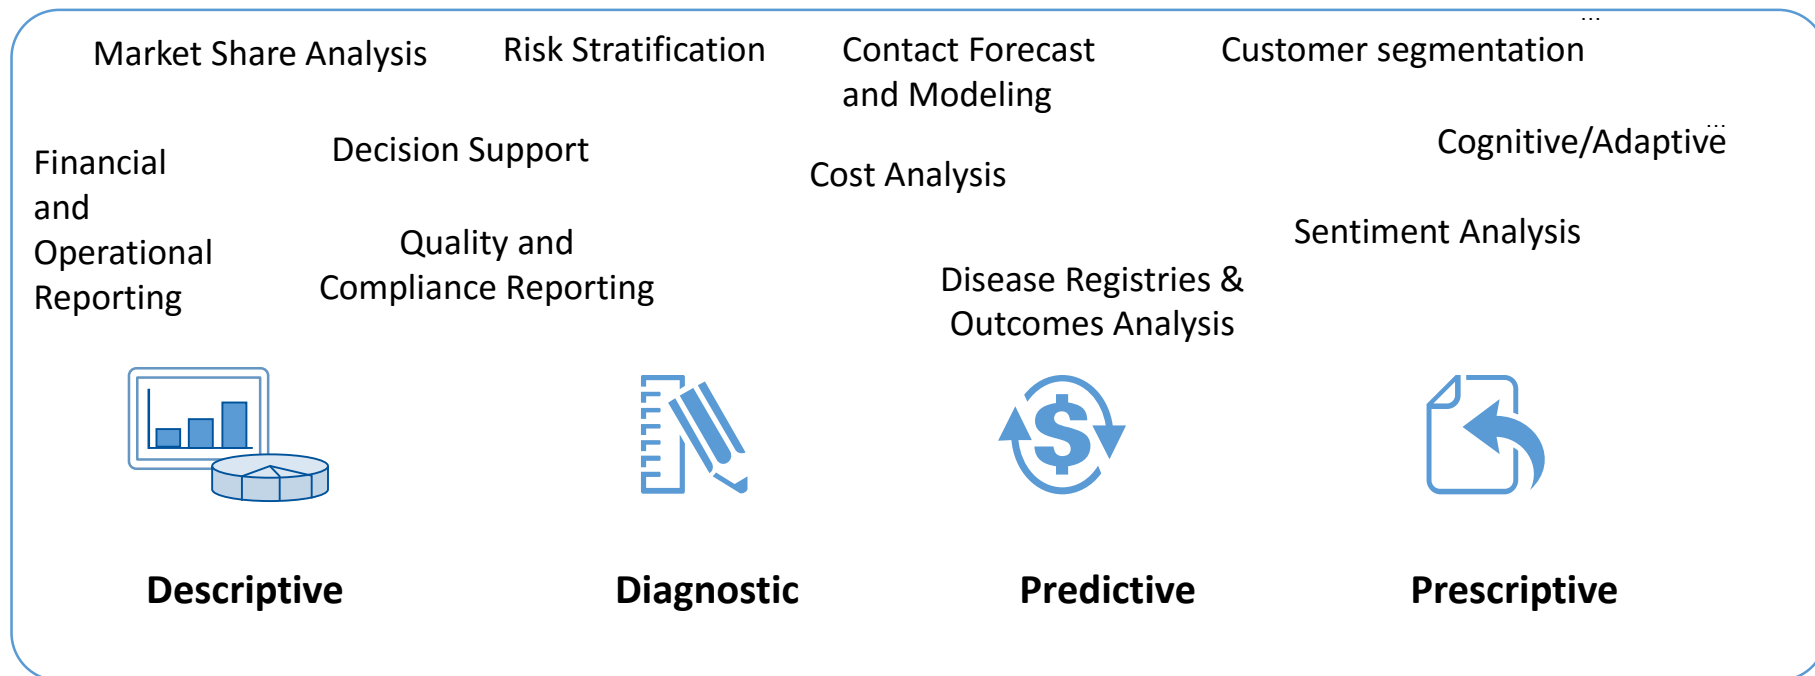 ...
Market Share Analysis
Risk Stratification
Contact Forecast
and Modeling
Customer segmentation
...
Cognitive/Adaptive
Financial
and
Operational
Reporting
Decision Support
Cost Analysis
Quality and
Compliance Reporting
Sentiment Analysis
Disease Registries &
Outcomes Analysis
$
Descriptive
Diagnostic
Predictive
Prescriptive